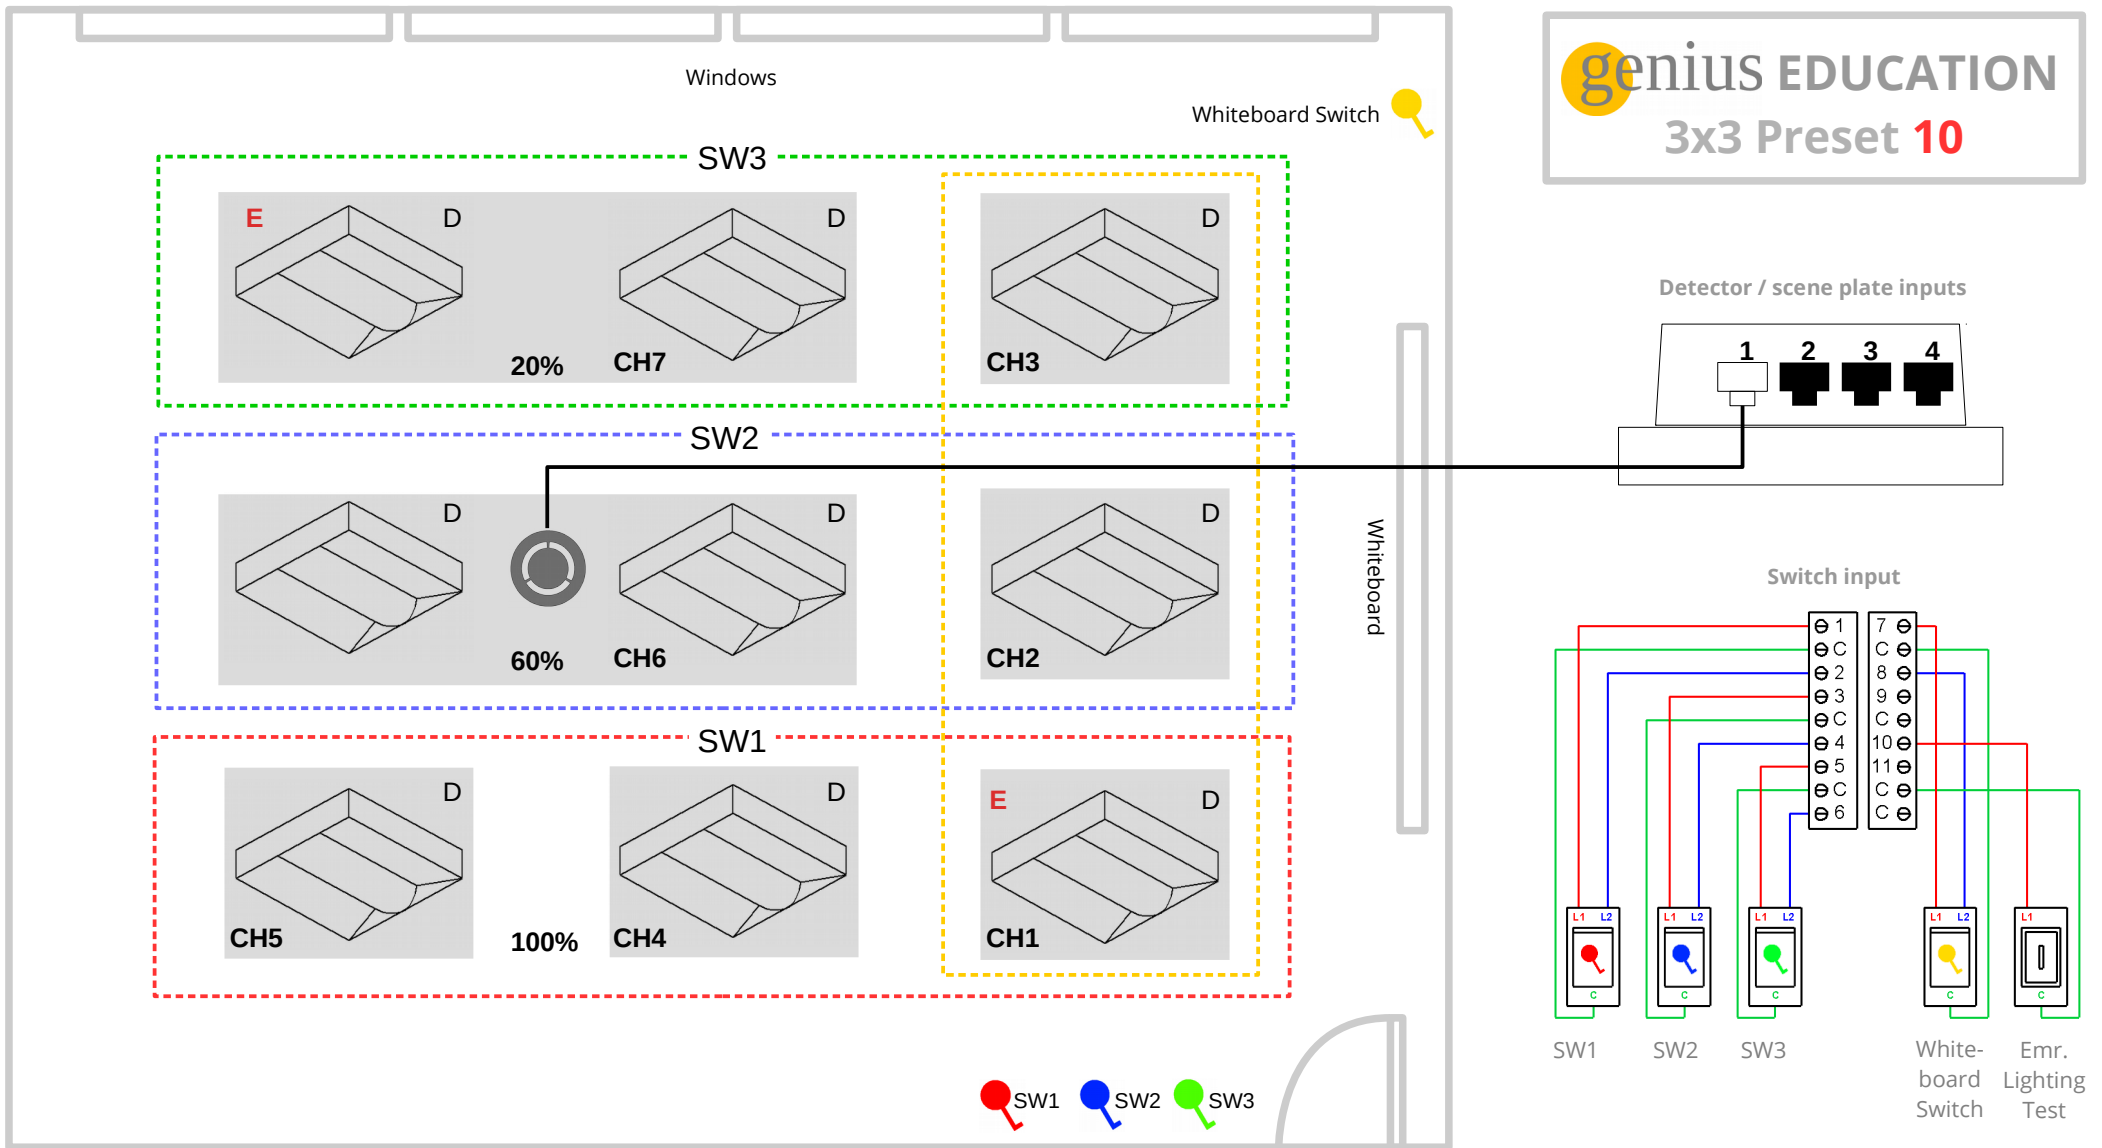 Windows
Whiteboard Switch
genius EDUCATION
3x3 Preset 10
SW3
E D D D
20% CH7 CH3
SW2
D D D
60% CH6 CH2
Whiteboard
SW1
D D E D
CH5 100% CH4 CH1
SW1 SW2 SW3
Detector / scene plate inputs
1 2 3 4
Switch input
1 7
C C
2 8
3 9
C C
4 10
5 11
C C
6 C
L1 L2 L1 L2 L1 L2 L1 L2 L1
C C C C C
SW1 SW2 SW3
White-
board
Switch
Emr.
Lighting
Test